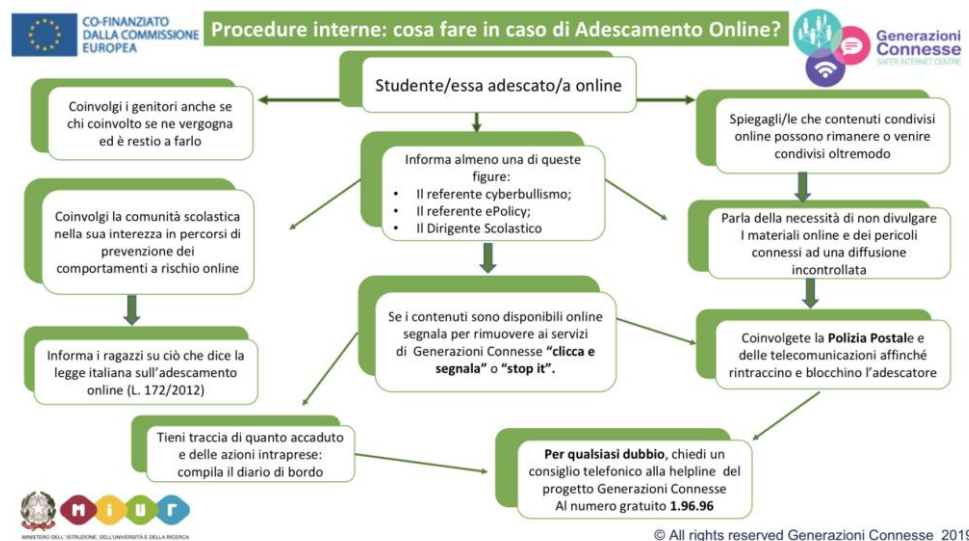 CO-FINANZIATO
DALLA COMMISSIONE
EUROPEA
Procedure interne: cosa fare in caso di Adescamento Online?
Generazioni
Connesse
SAFER INTERNET CENTRE
Studente/essa adescato/a online
Coinvolgi i genitori anche se
chi coinvolto se ne vergogna
ed è restio a farlo
Informa almeno una di queste
figure:
• Il referente cyberbullismo;
• Il referente ePolicy;
• Il Dirigente Scolastico
Spiegagli/le che contenuti condivisi
online possono rimanere o venire
condivisi oltremodo
Coinvolgi la comunità scolastica
nella sua interezza in percorsi di
prevenzione dei
comportamenti a rischio online
Parla della necessità di non divulgare
I materiali online e dei pericoli
connessi ad una diffusione
incontrollata
Se i contenuti sono disponibili online
segnala per rimuovere ai servizi
di Generazioni Connesse “clicca e
segnala” o “stop it”.
Informa i ragazzi su ciò che dice la
legge italiana sull’adescamento
online (L. 172/2012)
Coinvolgete la Polizia Postale e
delle telecomunicazioni affinché
rintraccino e blocchino l’adescatore
Tieni traccia di quanto accaduto
e delle azioni intraprese:
compila il diario di bordo
Per qualsiasi dubbio, chiedi un
consiglio telefonico alla helpline del
progetto Generazioni Connesse
Al numero gratuito 1.96.96
miur
MINISTERO DELL’ISTRUZIONE, DELL’UNIVERSITÀ E DELLA RICERCA
© All rights reserved Generazioni Connesse 2019